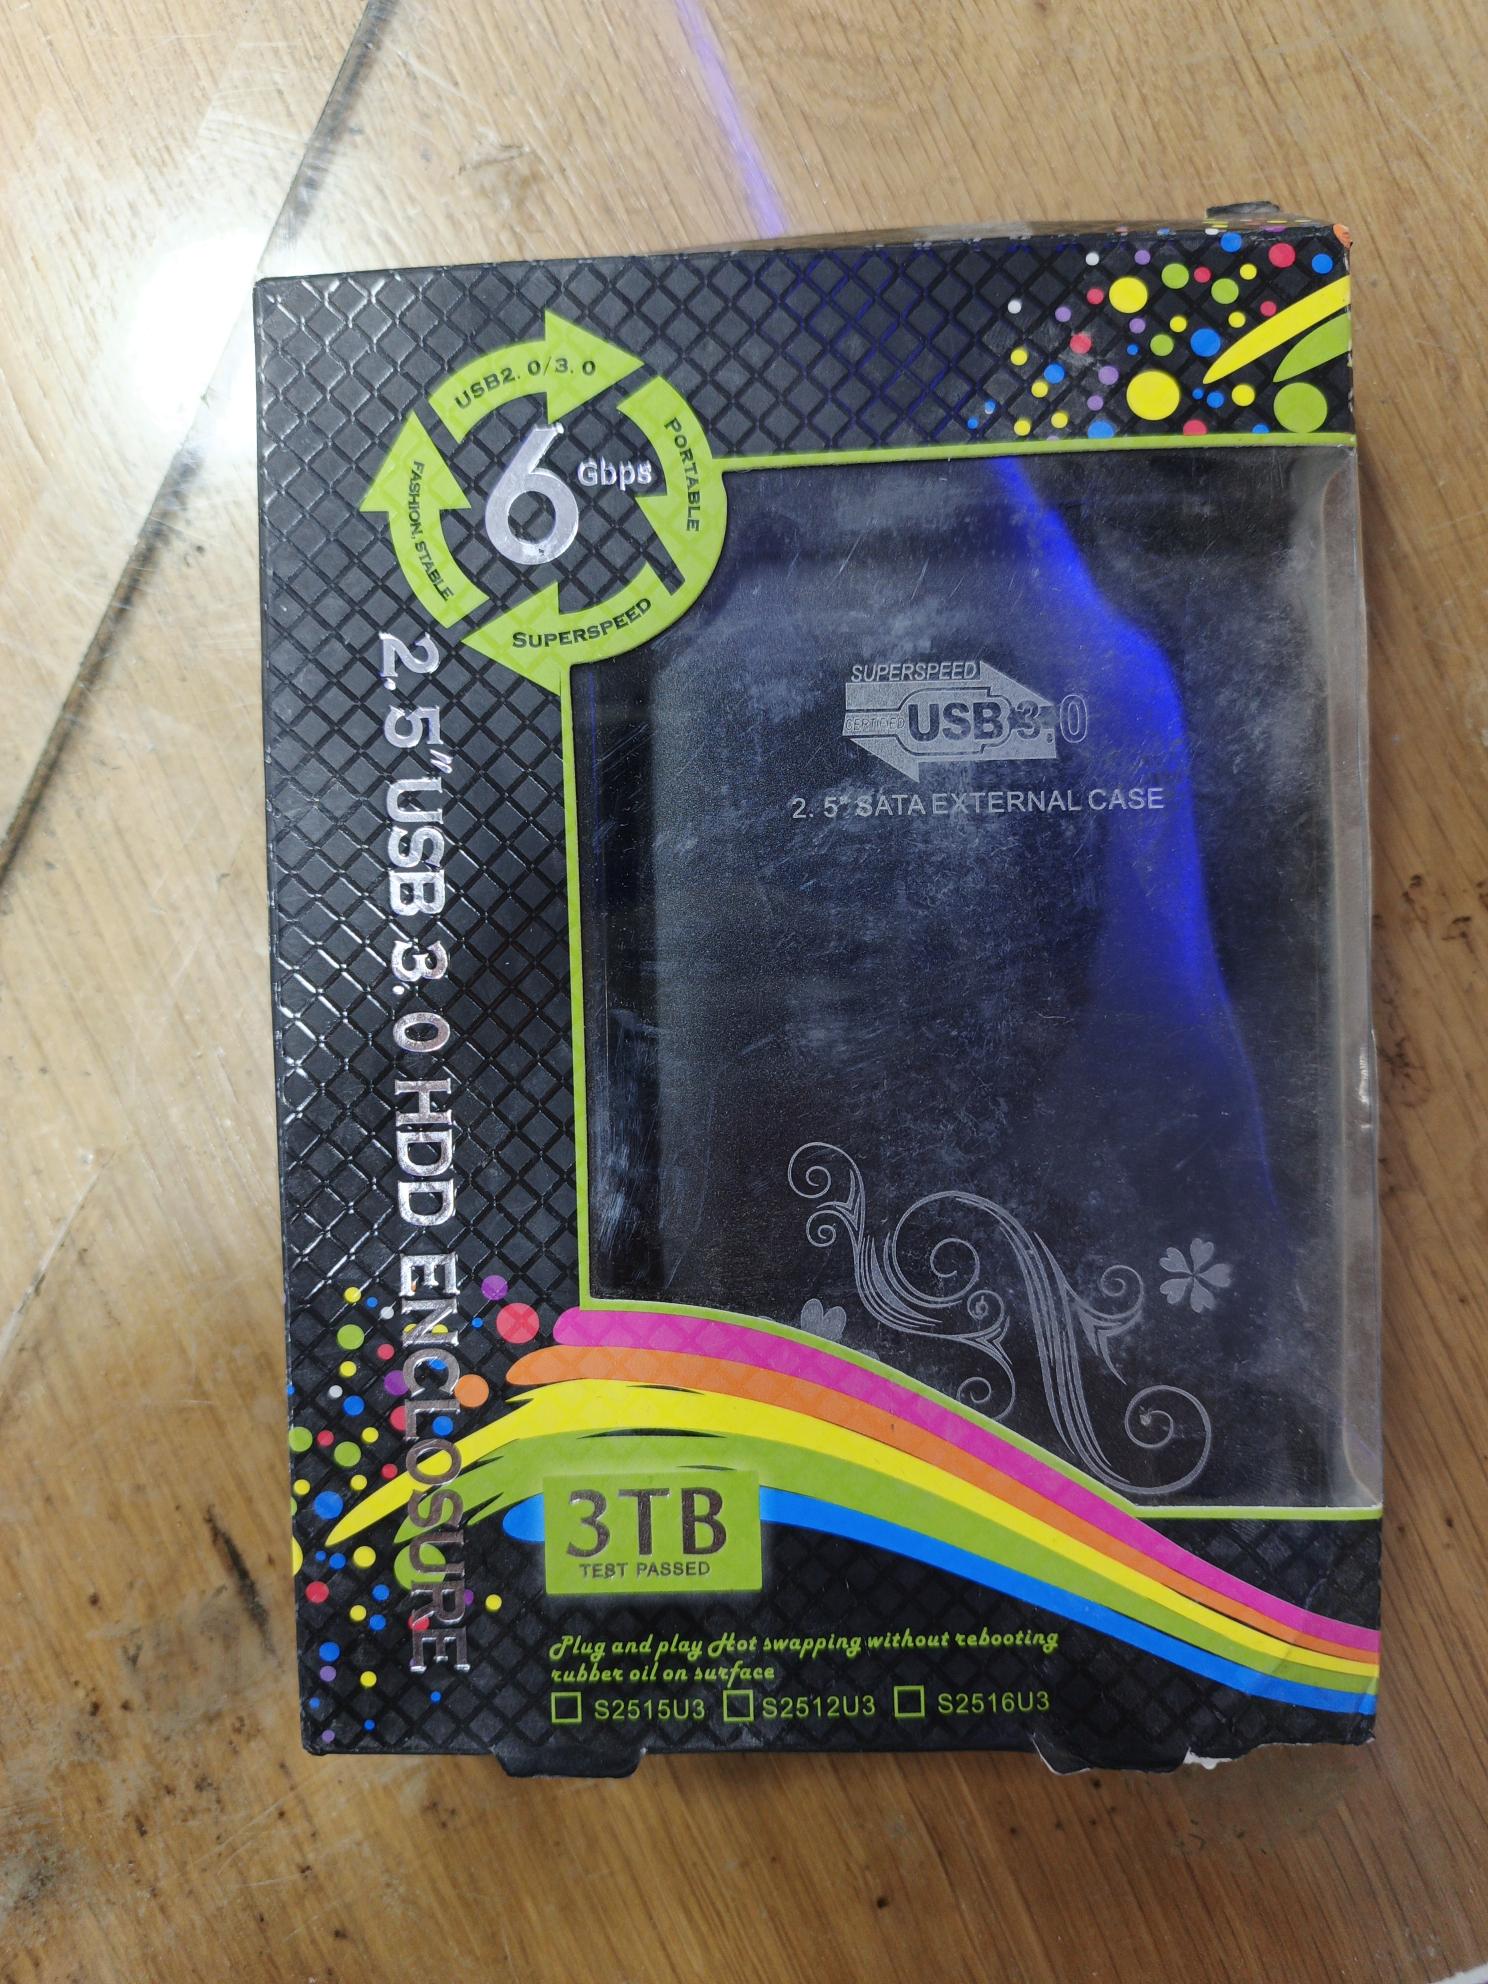 USB2.0/3.0
PORTABLE
SUPERSPEED
FASHION, STABLE
6 Gbps
2.5" USB 3.0 HDD ENCLOSURE
SUPERSPEED
CERTIFIED USB 3.0
2.5" SATA EXTERNAL CASE
3TB
TEST PASSED
Plug and play Hot swapping without rebooting
rubber oil on surface
S2515U3 S2512U3 S2516U3